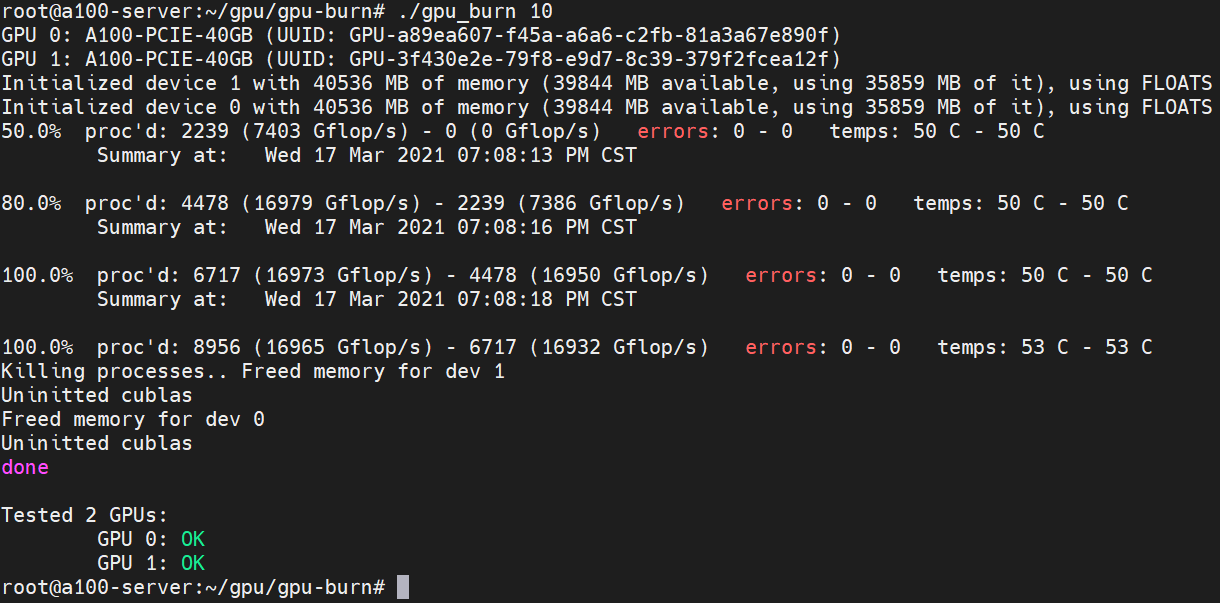 root@a100-server:~/gpu/gpu-burn# ./gpu_burn 10
GPU 0: A100-PCIE-40GB (UUID: GPU-a89ea607-f45a-a6a6-c2fb-81a3a67e890f)
GPU 1: A100-PCIE-40GB (UUID: GPU-3f430e2e-79f8-e9d7-8c39-379f2fcea12f)
Initialized device 1 with 40536 MB of memory (39844 MB available, using 35859 MB of it), using FLOATS
Initialized device 0 with 40536 MB of memory (39844 MB available, using 35859 MB of it), using FLOATS
50.0%  proc'd: 2239 (7403 Gflop/s) - 0 (0 Gflop/s)   errors: 0 - 0   temps: 50 C - 50 C
        Summary at:   Wed 17 Mar 2021 07:08:13 PM CST

80.0%  proc'd: 4478 (16979 Gflop/s) - 2239 (7386 Gflop/s)   errors: 0 - 0   temps: 50 C - 50 C
        Summary at:   Wed 17 Mar 2021 07:08:16 PM CST

100.0%  proc'd: 6717 (16973 Gflop/s) - 4478 (16950 Gflop/s)   errors: 0 - 0   temps: 50 C - 50 C
        Summary at:   Wed 17 Mar 2021 07:08:18 PM CST

100.0%  proc'd: 8956 (16965 Gflop/s) - 6717 (16932 Gflop/s)   errors: 0 - 0   temps: 53 C - 53 C
Killing processes.. Freed memory for dev 1
Uninitted cublas
Freed memory for dev 0
Uninitted cublas
done

Tested 2 GPUs:
        GPU 0: OK
        GPU 1: OK
root@a100-server:~/gpu/gpu-burn#